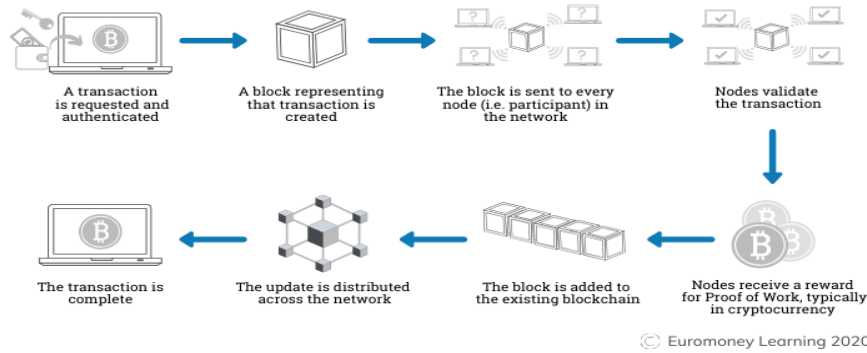 A transaction
is requested and
authenticated
A block representing
that transaction is
created
The block is sent to every
node (i.e. participant) in
the network
Nodes validate
the transaction
? ? ? ?
The transaction is
complete
The update is distributed
across the network
The block is added to
the existing blockchain
Nodes receive a reward
for Proof of Work, typically
in cryptocurrency
© Euromoney Learning 2020